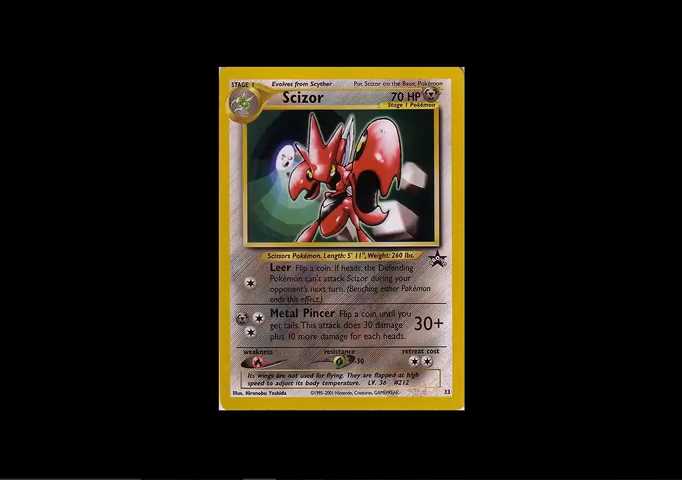 STAGE 1 Evolves from Scyther Put Scizor on the Basic Pokémon
Scizor 70 HP
Stage 1 Pokémon
Scissors Pokémon. Length: 5' 11", Weight: 260 lbs.
PROMO
Leer Flip a coin. If heads, the Defending
Pokémon can't attack Scizor during your
opponent's next turn. (Benching either Pokémon
ends this effect.)
Metal Pincer Flip a coin until you
get tails. This attack does 30 damage
plus 10 more damage for each heads.
30+
weakness resistance retreat cost
-30
Its wings are not used for flying. They are flapped at high
speed to adjust its body temperature. LV. 36 #212
Illus. Hironobu Yoshida ©1995-2001 Nintendo, Creatures, GAMEFREAK. 33